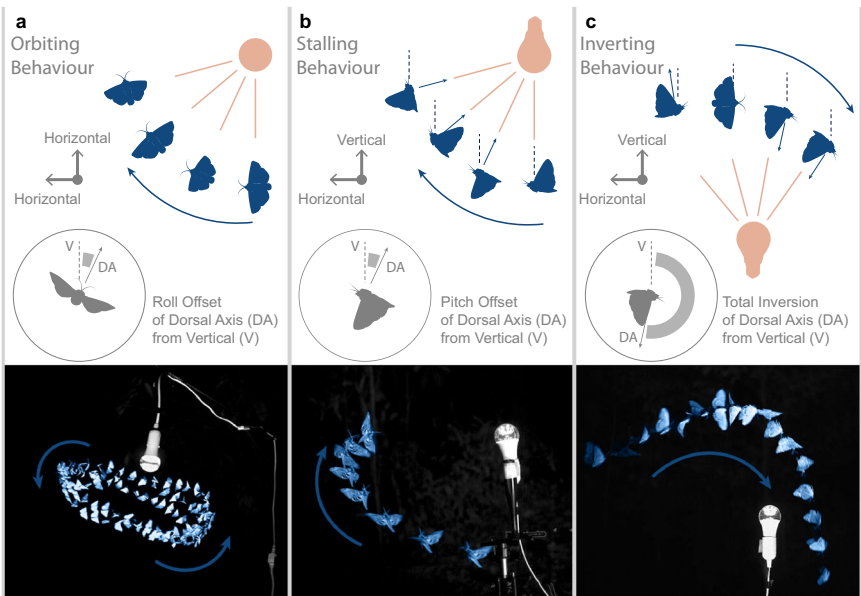 a
Orbiting
Behaviour
Horizontal
Horizontal
V
DA
Roll Offset
of Dorsal Axis (DA)
from Vertical (V)
b
Stalling
Behaviour
Vertical
Horizontal
V
DA
Pitch Offset
of Dorsal Axis (DA)
from Vertical (V)
c
Inverting
Behaviour
Vertical
Horizontal
V
DA
Total Inversion
of Dorsal Axis (DA)
from Vertical (V)